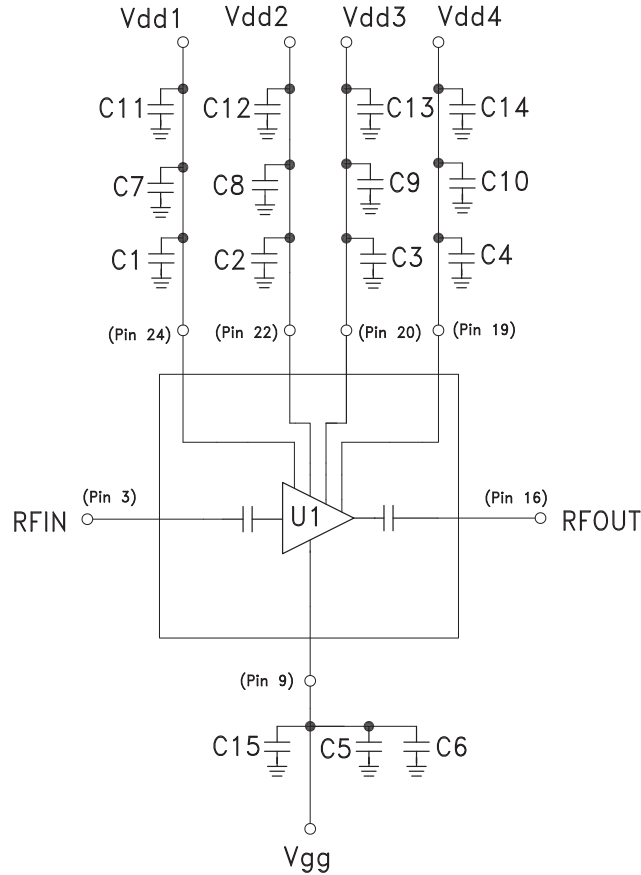 Vdd1 Vdd2 Vdd3 Vdd4
C11 C12 C13 C14
C7 C8 C9 C10
C1 C2 C3 C4
(Pin 24) (Pin 22) (Pin 20) (Pin 19)
(Pin 3) (Pin 16)
RFIN U1 RFOUT
(Pin 9)
C15 C5 C6
Vgg